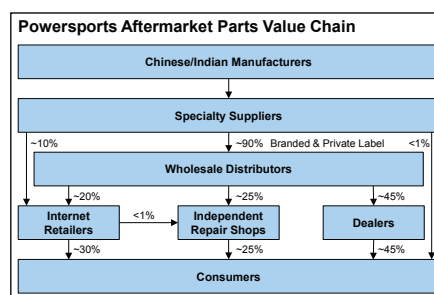 Powersports Aftermarket Parts Value Chain
Chinese/Indian Manufacturers
Specialty Suppliers
~10%
~90% Branded & Private Label
<1%
Wholesale Distributors
~20%
~25%
~45%
Internet
Retailers
<1%
Independent
Repair Shops
Dealers
~30%
~25%
~45%
Consumers